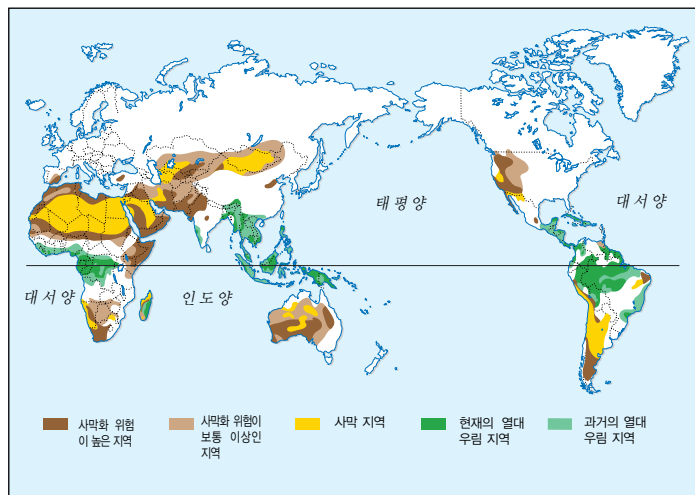 태평양
대서양
대서양
인도양
사막화 위험
이 높은 지역
사막화 위험이
보통 이상인
지역
사막 지역
현재의 열대
우림 지역
과거의 열대
우림 지역